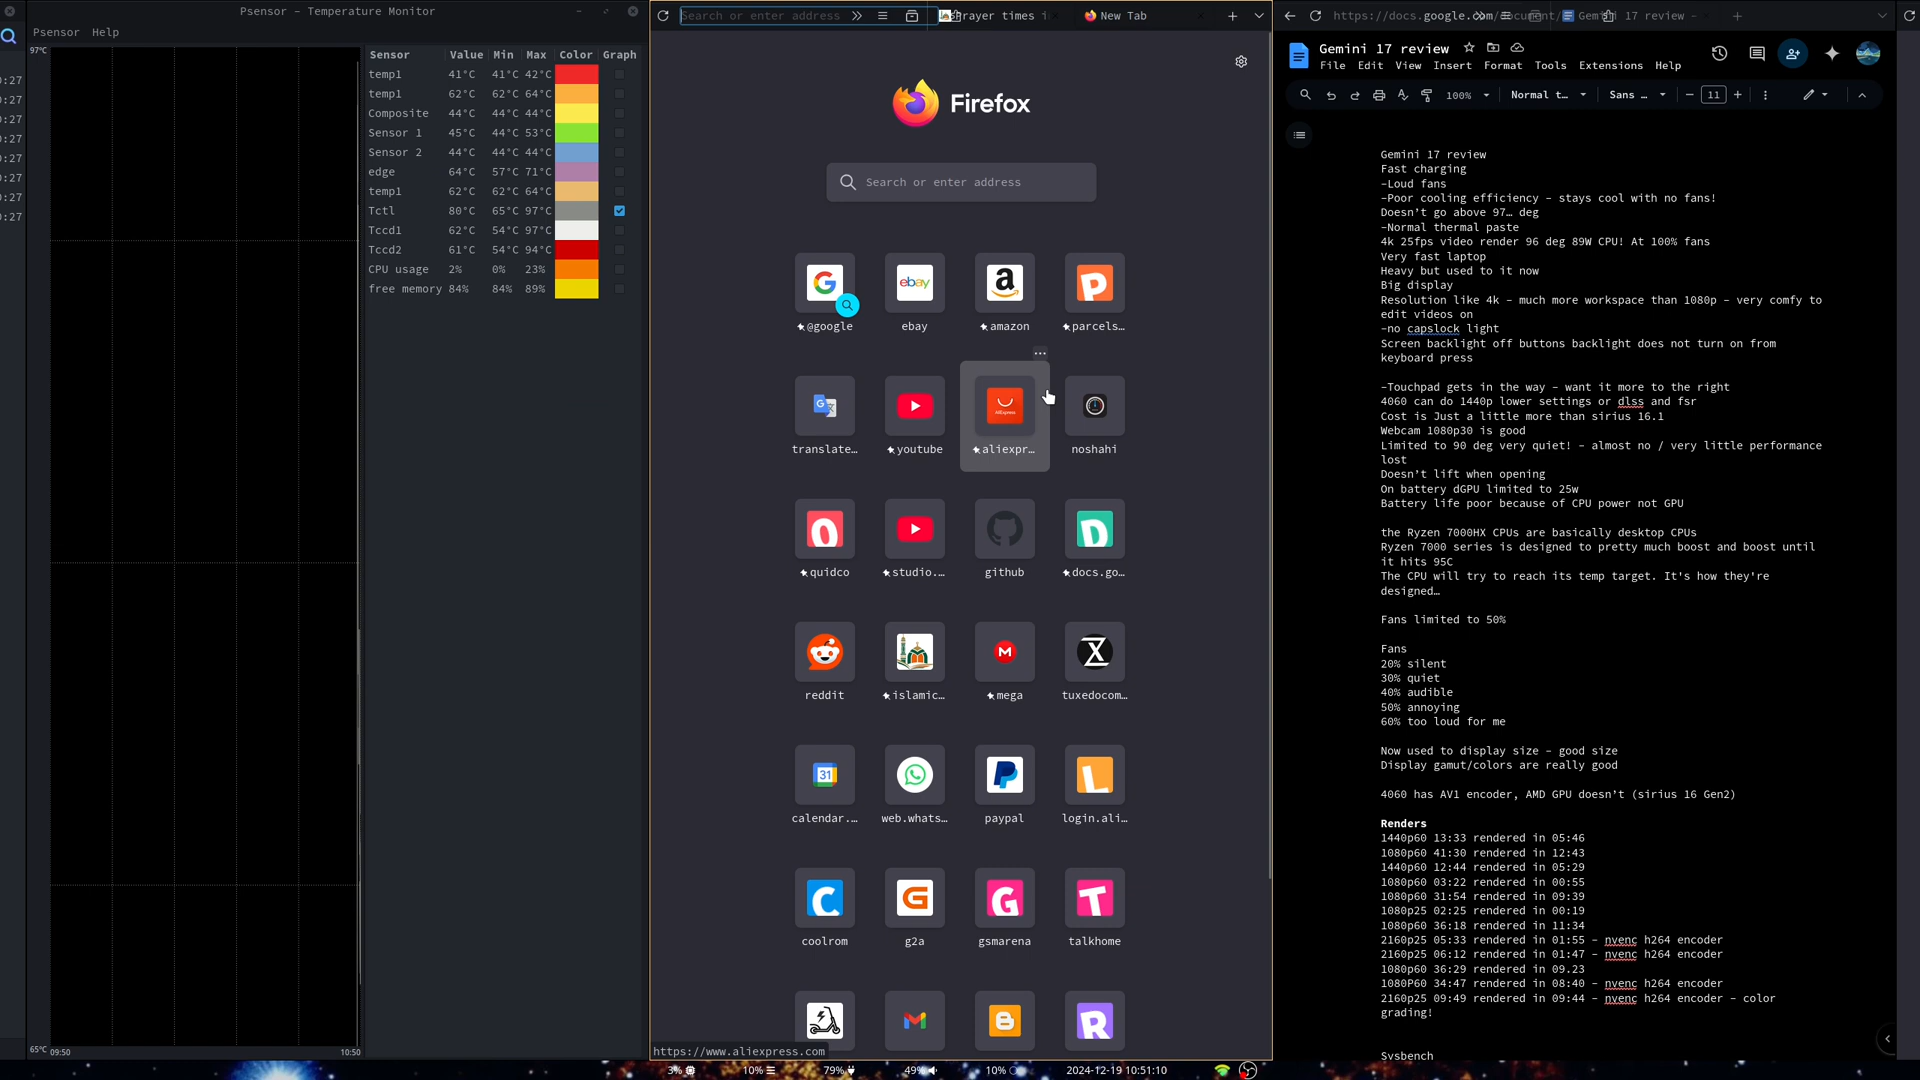 Psensor - Temperature Monitor
Psensor Help
97°C
Sensor Value Min Max Color Graph
temp1 41°C 41°C 42°C
temp1 62°C 62°C 64°C
Composite 44°C 44°C 44°C
Sensor 1 45°C 44°C 53°C
Sensor 2 44°C 44°C 44°C
edge 64°C 57°C 71°C
temp1 62°C 62°C 64°C
Tctl 80°C 65°C 97°C
Tccd1 62°C 54°C 97°C
Tccd2 61°C 54°C 94°C
CPU usage 2% 0% 23%
free memory 84% 84% 89%
:27
:27
:27
:27
:27
:27
:27
:27
65°C 09:50 10:50
Search or enter address
rayer times i
New Tab
Firefox
Search or enter address
@google ebay amazon parcels…
translate… youtube aliexpr… noshahi
quidco studio.… github docs.go…
reddit islamic… mega tuxedocom…
calendar.… web.whats… paypal login.ali…
coolrom g2a gsmarena talkhome
https://www.aliexpress.com
https://docs.google.com/document/
Gemini 17 review -
Gemini 17 review
File Edit View Insert Format Tools Extensions Help
100% Normal t… Sans … 11
Gemini 17 review
Fast charging
-Loud fans
-Poor cooling efficiency - stays cool with no fans!
Doesn't go above 97… deg
-Normal thermal paste
4k 25fps video render 96 deg 89W CPU! At 100% fans
Very fast laptop
Heavy but used to it now
Big display
Resolution like 4k - much more workspace than 1080p - very comfy to
edit videos on
-no capslock light
Screen backlight off buttons backlight does not turn on from
keyboard press
-Touchpad gets in the way - want it more to the right
4060 can do 1440p lower settings or dlss and fsr
Cost is Just a little more than sirius 16.1
Webcam 1080p30 is good
Limited to 90 deg very quiet! - almost no / very little performance
lost
Doesn't lift when opening
On battery dGPU limited to 25w
Battery life poor because of CPU power not GPU
the Ryzen 7000HX CPUs are basically desktop CPUs
Ryzen 7000 series is designed to pretty much boost and boost until
it hits 95C
The CPU will try to reach its temp target. It's how they're
designed…
Fans limited to 50%
Fans
20% silent
30% quiet
40% audible
50% annoying
60% too loud for me
Now used to display size - good size
Display gamut/colors are really good
4060 has AV1 encoder, AMD GPU doesn't (sirius 16 Gen2)
Renders
1440p60 13:33 rendered in 05:46
1080p60 41:30 rendered in 12:43
1440p60 12:44 rendered in 05:29
1080p60 03:22 rendered in 00:55
1080p60 31:54 rendered in 09:39
1080p25 02:25 rendered in 00:19
1080p60 36:18 rendered in 11:34
2160p25 05:33 rendered in 01:55 - nvenc h264 encoder
2160p25 06:12 rendered in 01:47 - nvenc h264 encoder
1080p60 36:29 rendered in 09.23
1080P60 34:47 rendered in 08:40 - nvenc h264 encoder
2160p25 09:49 rendered in 09:44 - nvenc h264 encoder - color
grading!
Sysbench
3% 10% 79% 49% 10% 2024-12-19 10:51:10